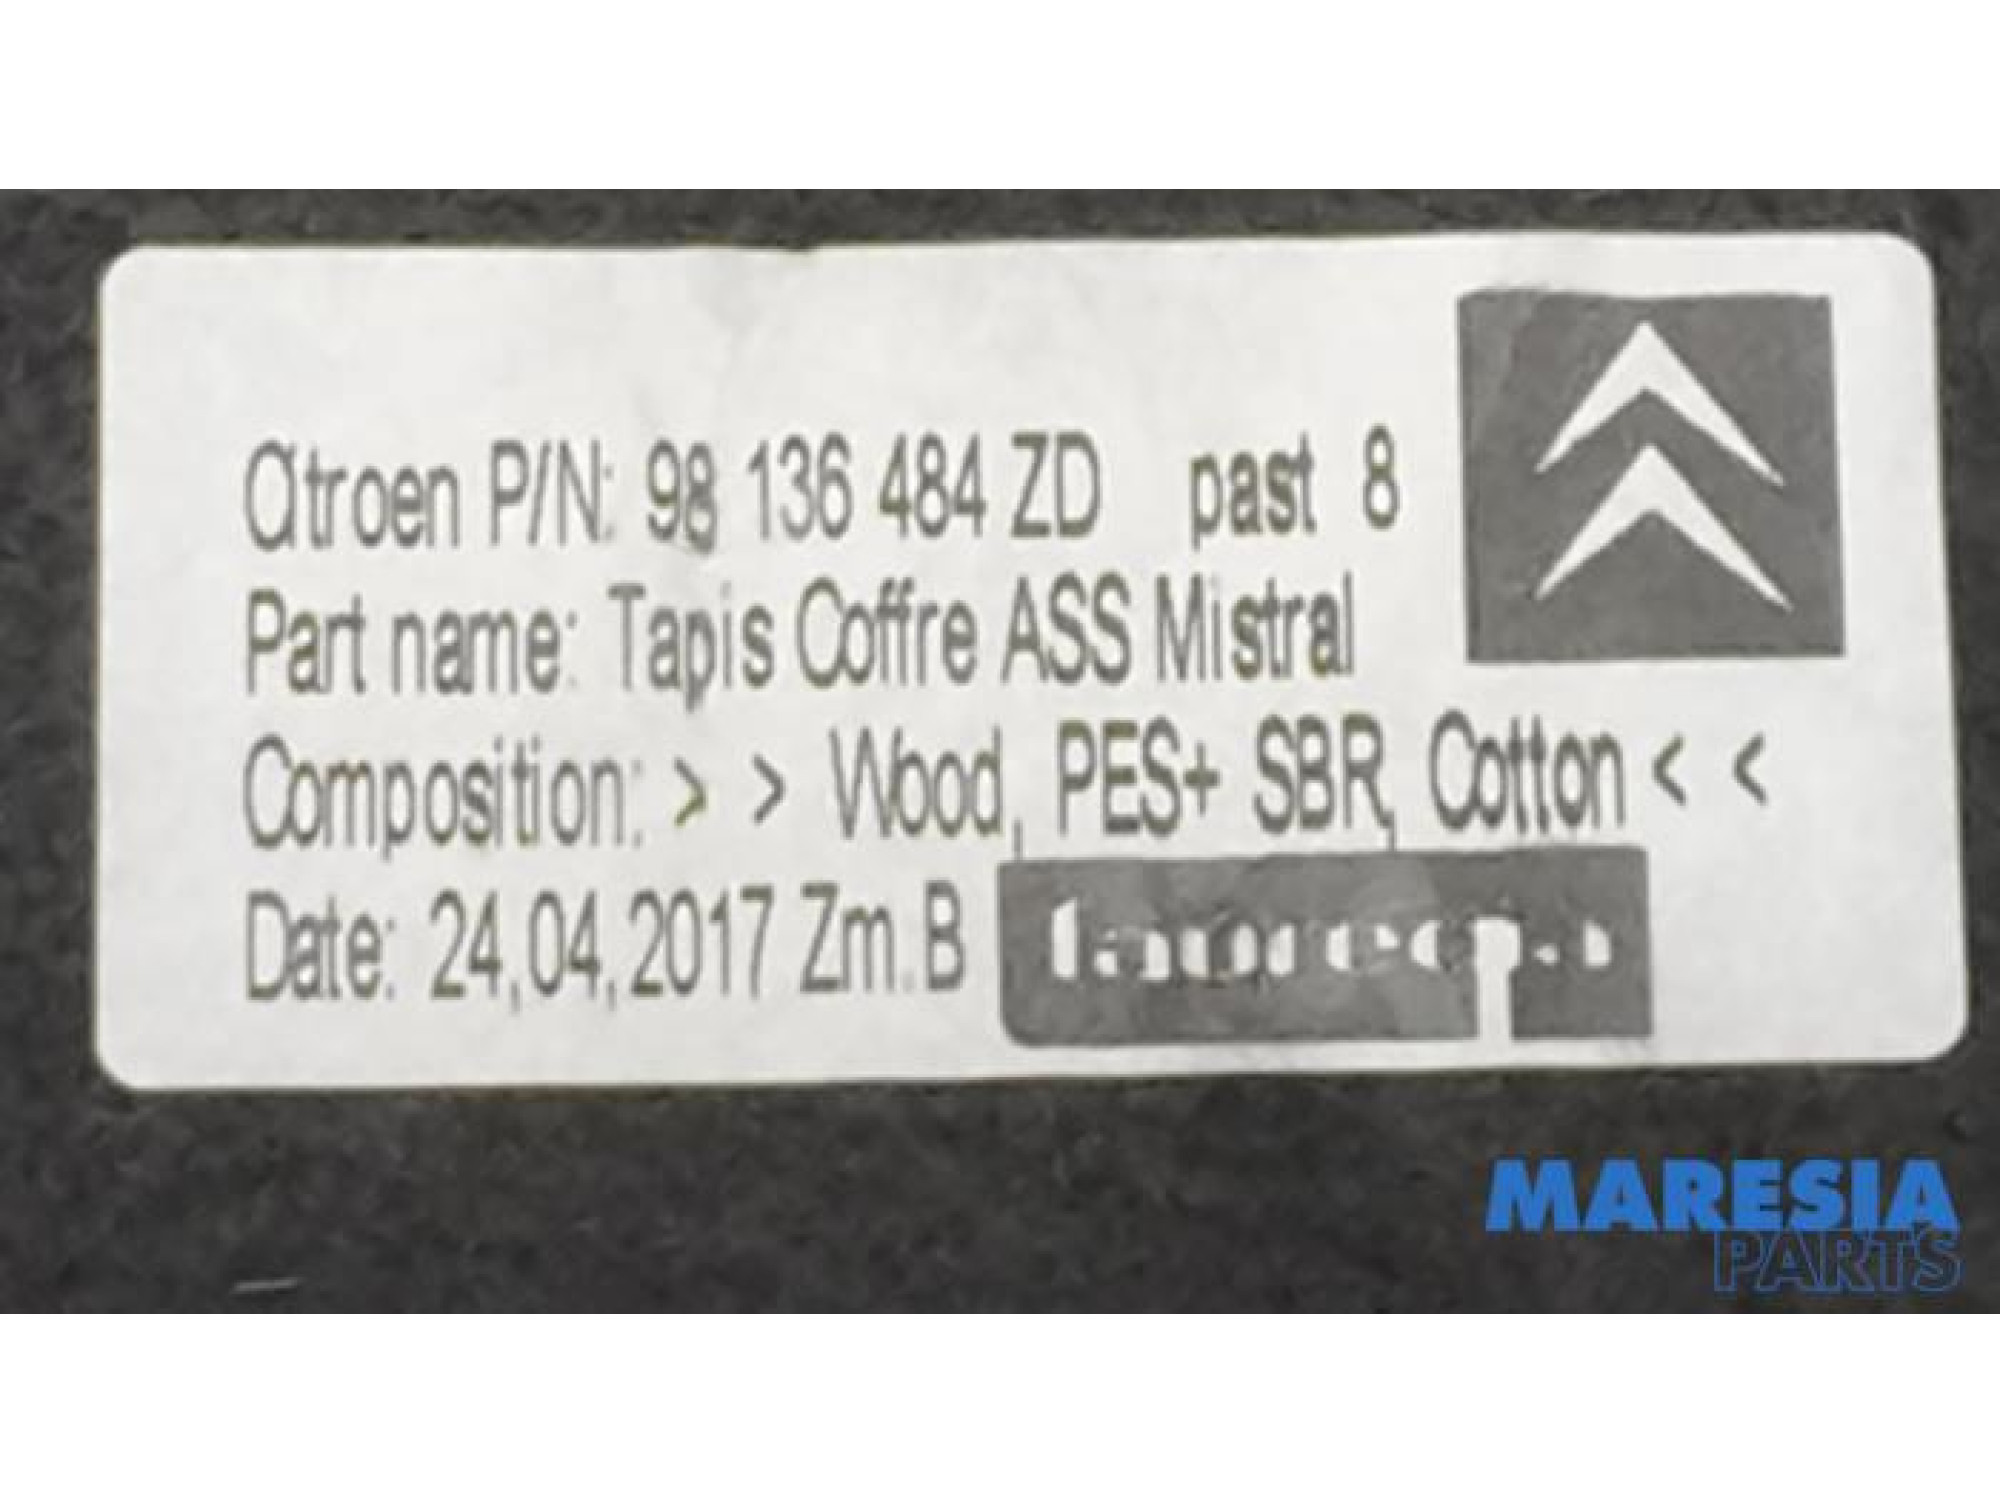 Citroen P/N: 98 136 484 ZD past 8
Part name: Tapis Coffre ASS Mistral
Composition: > > Wood, PES+ SBR, Cotton < <
Date: 24,04,2017 Zm.B
MARESIA
PARTS